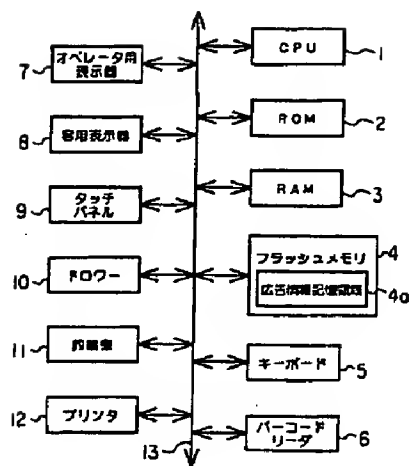 CPU
1
オペレータ用
表示器
7
ROM
2
客用表示器
8
RAM
3
タッチ
パネル
9
フラッシュメモリ
4
広告情報記憶領域
4a
ドロワー
10
キーボード
5
釣銭機
11
バーコード
リーダ
6
プリンタ
12
13